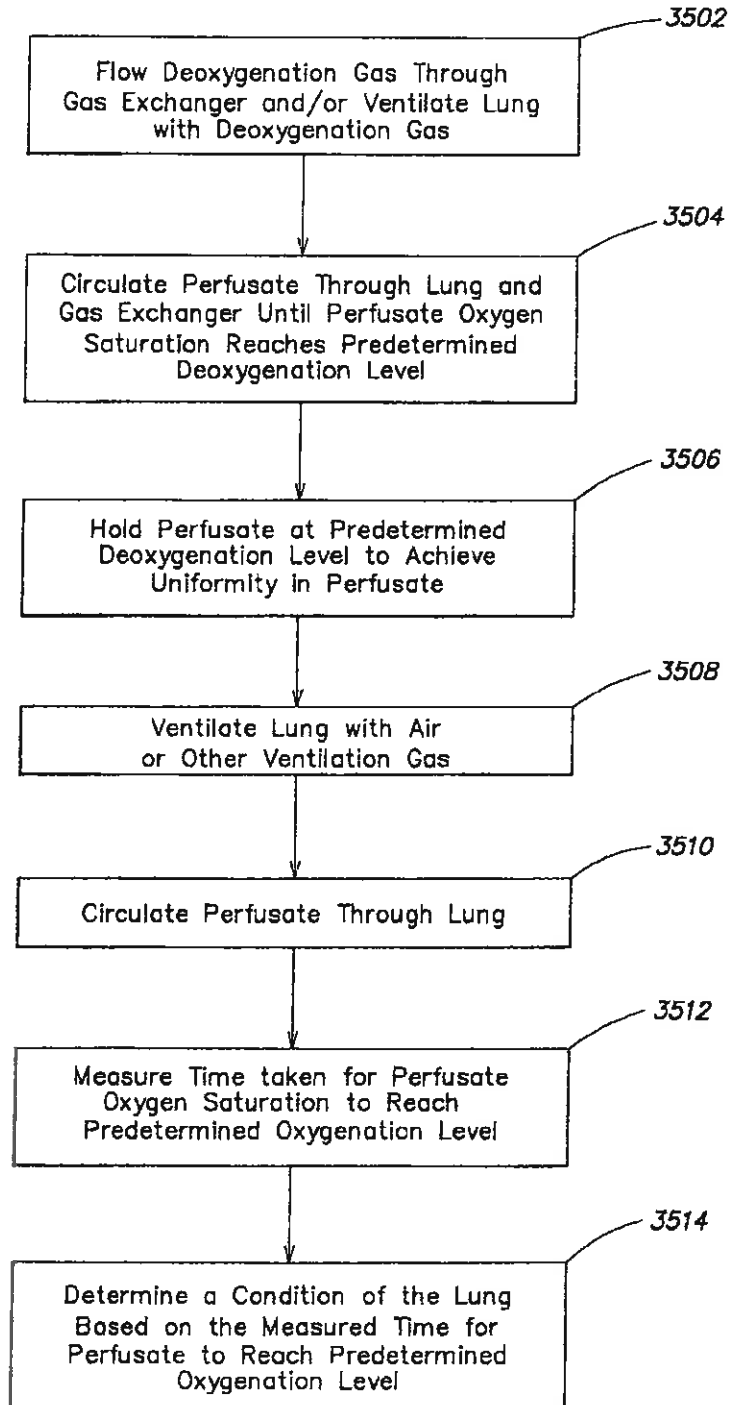 3502
Flow Deoxygenation Gas Through
Gas Exchanger and/or Ventilate Lung
with Deoxygenation Gas
3504
Circulate Perfusate Through Lung and
Gas Exchanger Until Perfusate Oxygen
Saturation Reaches Predetermined
Deoxygenation Level
3506
Hold Perfusate at Predetermined
Deoxygenation Level to Achieve
Uniformity in Perfusate
3508
Ventilate Lung with Air
or Other Ventilation Gas
3510
Circulate Perfusate Through Lung
3512
Measure Time taken for Perfusate
Oxygen Saturation to Reach
Predetermined Oxygenation Level
3514
Determine a Condition of the Lung
Based on the Measured Time for
Perfusate to Reach Predetermined
Oxygenation Level